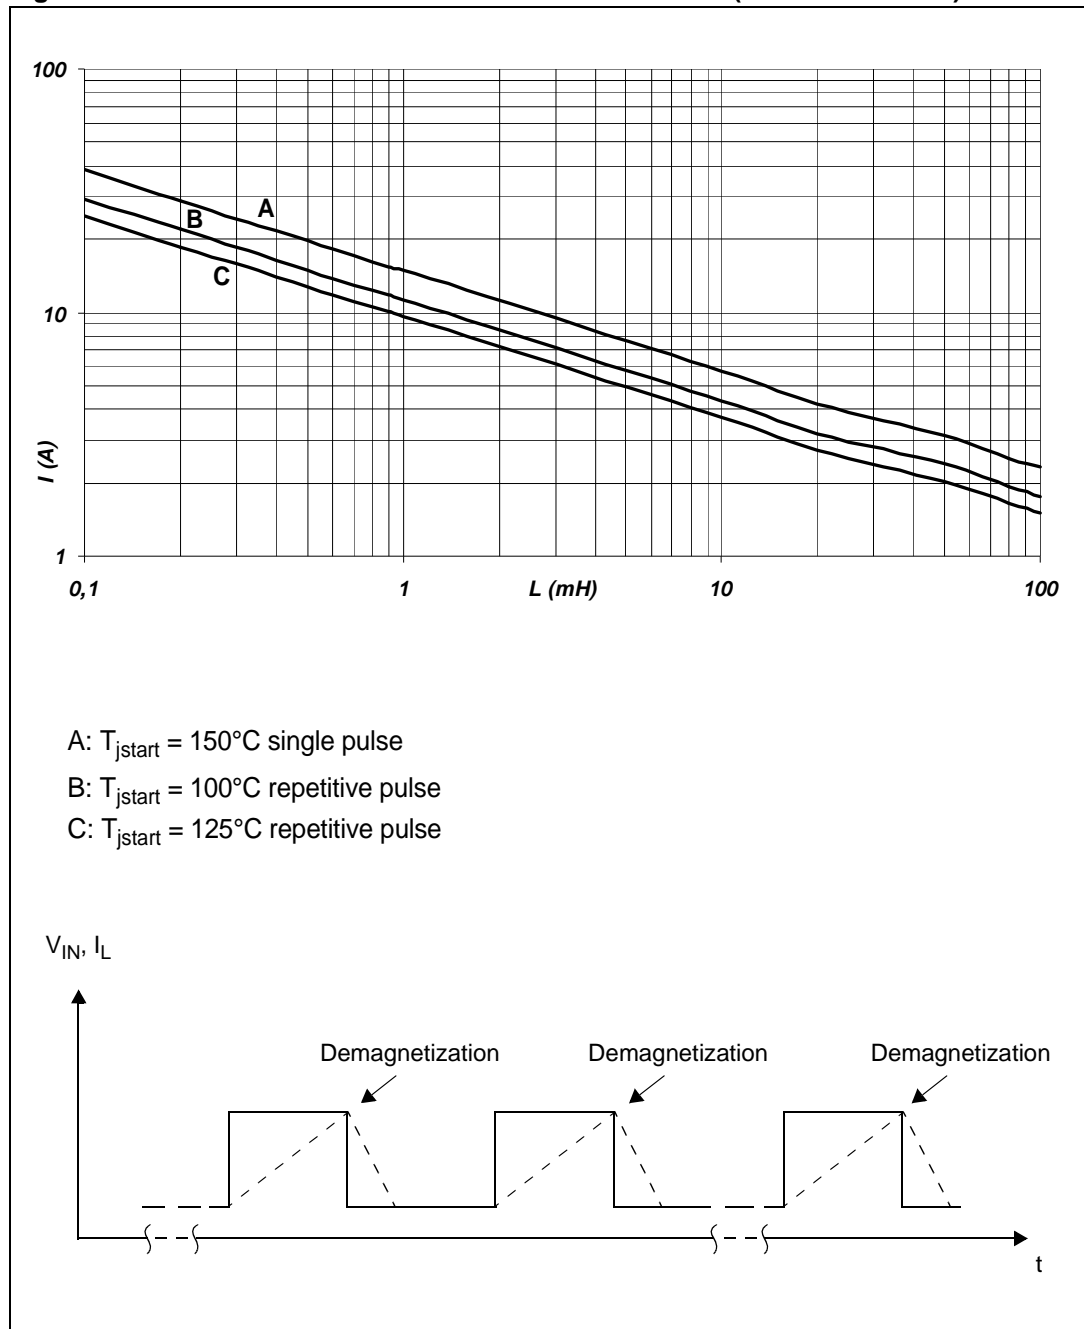 100
A
B
C
10
I (A)
1
0,1
1
L (mH)
10
100
A: Tjstart = 150°C single pulse
B: Tjstart = 100°C repetitive pulse
C: Tjstart = 125°C repetitive pulse
VIN, IL
Demagnetization
Demagnetization
Demagnetization
t